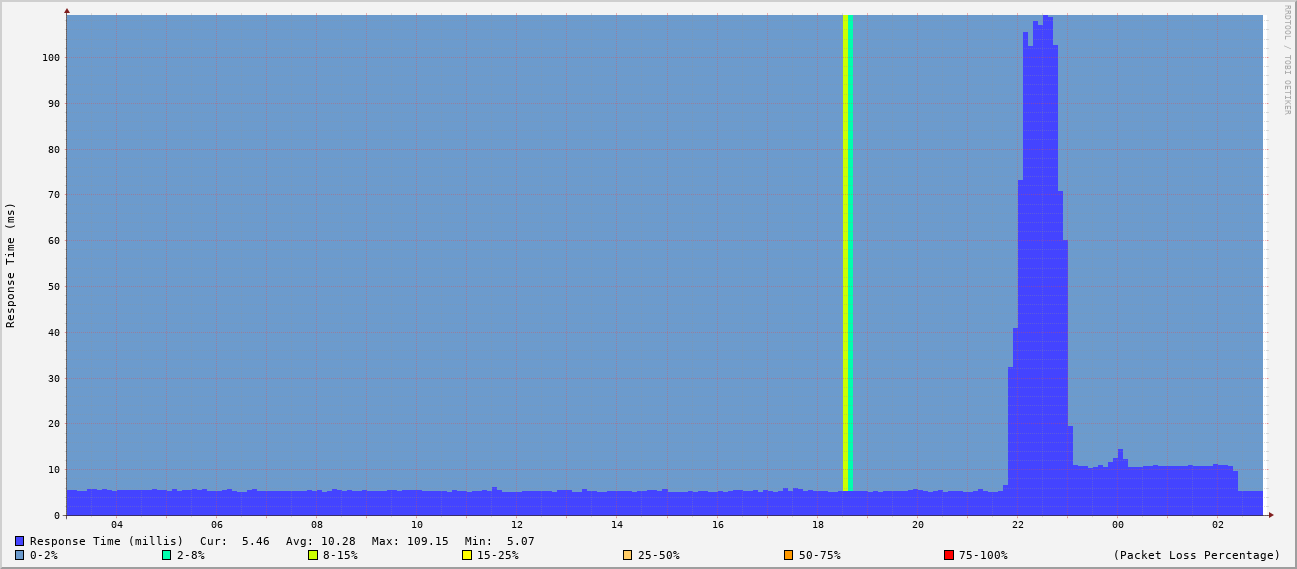 RRDTOOL / TOBI OETIKER
Response Time (ms)
100
90
80
70
60
50
40
30
20
10
0
04 06 08 10 12 14 16 18 20 22 00 02
Response Time (millis) Cur: 5.46 Avg: 10.28 Max: 109.15 Min: 5.07
0-2% 2-8% 8-15% 15-25% 25-50% 50-75% 75-100% (Packet Loss Percentage)